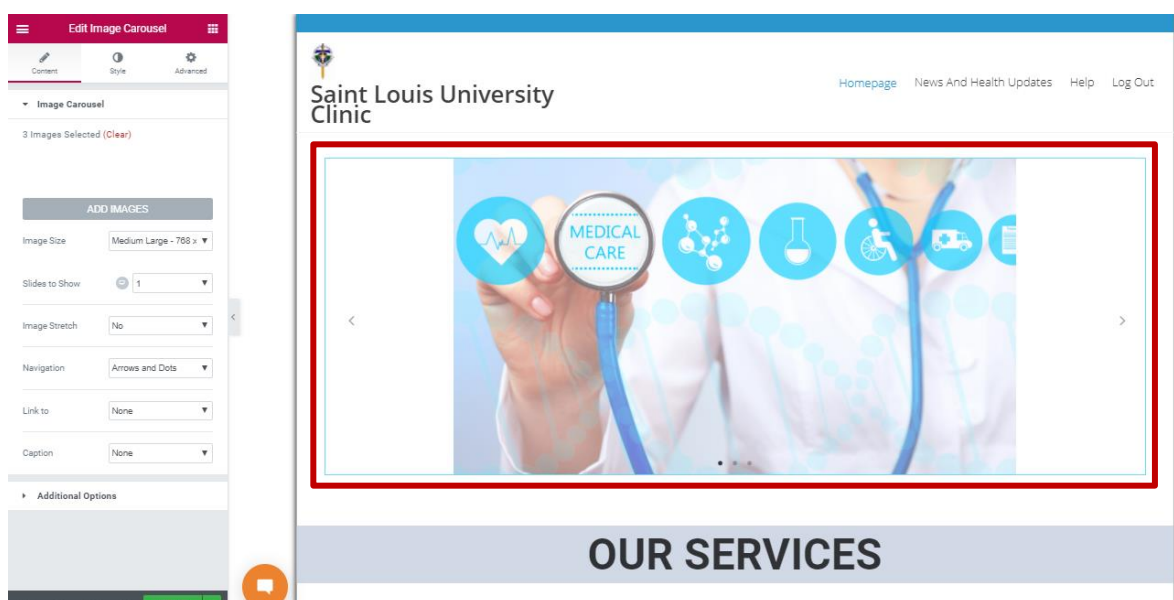 Edit Image Carousel
Content Style Advanced
Image Carousel
3 Images Selected (Clear)
ADD IMAGES
Image Size Medium Large - 768 x
Slides to Show 1
Image Stretch No
Navigation Arrows and Dots
Link to None
Caption None
Additional Options
Saint Louis University
Clinic
Homepage News And Health Updates Help Log Out
MEDICAL
CARE
OUR SERVICES